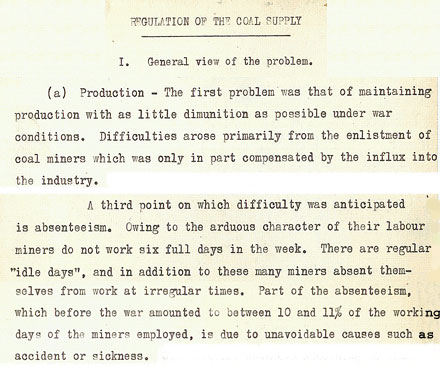 REGULATION OF THE COAL SUPPLY
I. General view of the problem.
(a) Production - The first problem was that of maintaining
production with as little dimunition as possible under war
conditions. Difficulties arose primarily from the enlistment of
coal miners which was only in part compensated by the influx into
the industry.
A third point on which difficulty was anticipated
is absenteeism. Owing to the arduous character of their labour
miners do not work six full days in the week. There are regular
"idle days", and in addition to these many miners absent them-
selves from work at irregular times. Part of the absenteeism,
which before the war amounted to between 10 and 11% of the working
days of the miners employed, is due to unavoidable causes such as
accident or sickness.